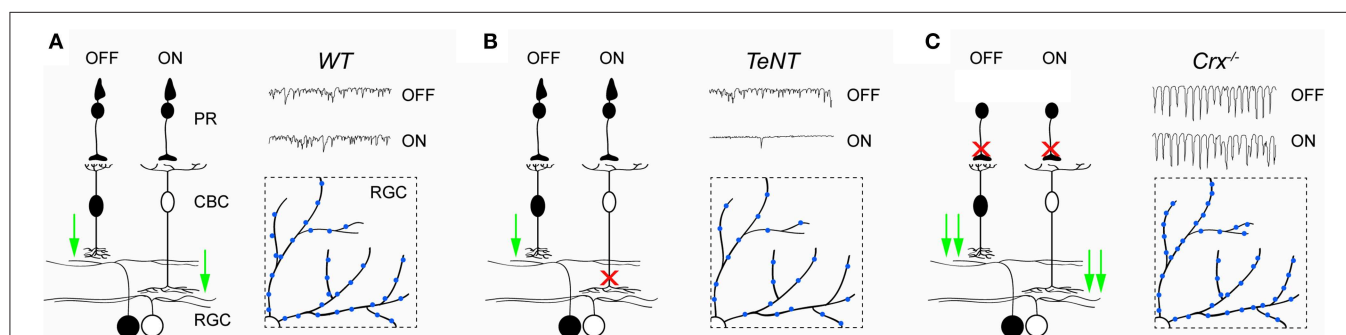 A
OFF ON
WT
OFF
PR
ON
RGC
CBC
RGC
B
OFF ON
TeNT
OFF
ON
C
OFF ON
Crx-/-
OFF
ON